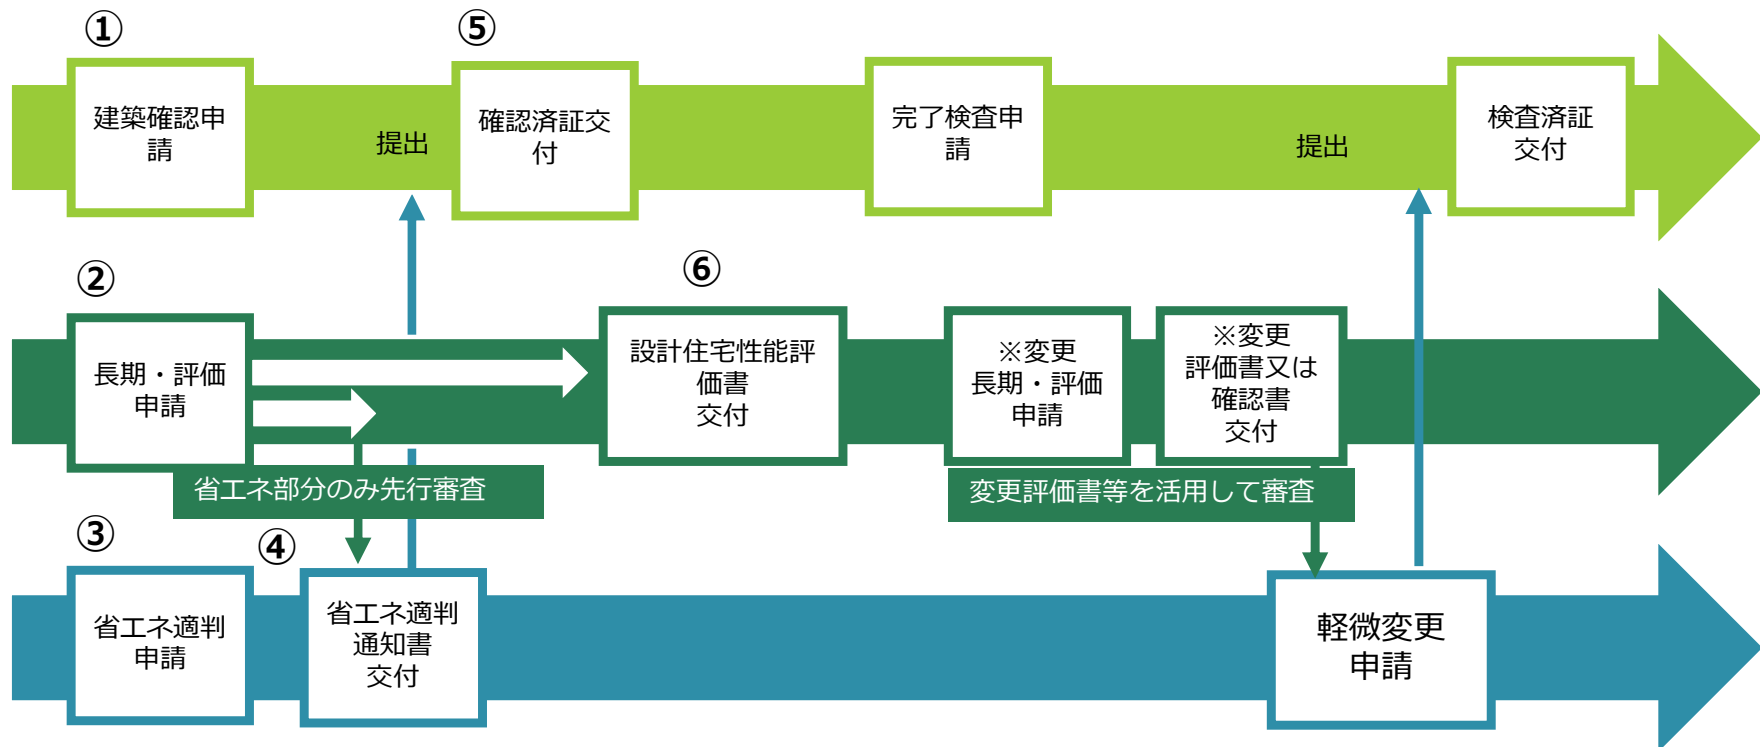 ①
⑤
建築確認申
請
提出
確認済証交
付
完了検査申
請
提出
検査済証
交付
②
⑥
長期・評価
申請
設計住宅性能評
価書
交付
※変更
長期・評価
申請
※変更
評価書又は
確認書
交付
省エネ部分のみ先行審査
変更評価書等を活用して審査
③
④
省エネ適判
申請
省エネ適判
通知書
交付
軽微変更
申請